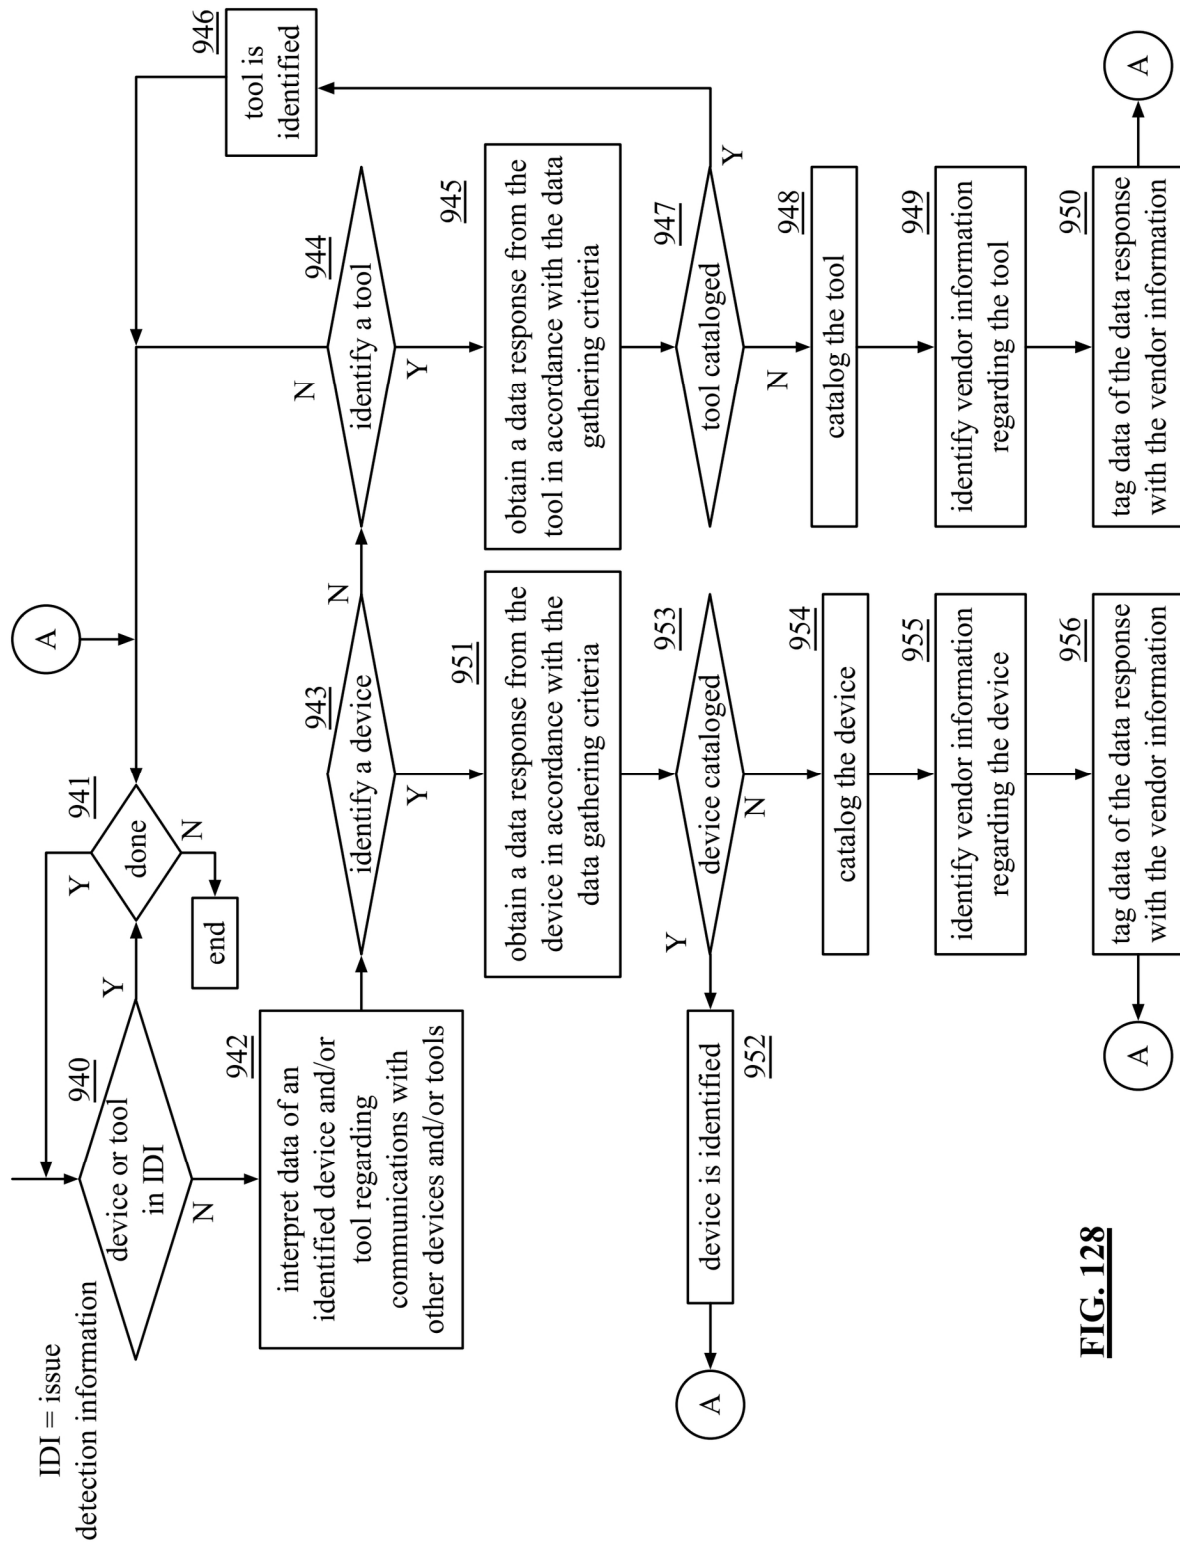 IDI = issue
detection information
940
device or tool
in IDI
Y
N
941
done
Y
N
end
A
942
interpret data of an
identified device and/or
tool regarding
communications with
other devices and/or tools
943
identify a device
N
Y
944
identify a tool
N
Y
946
tool is
identified
951
obtain a data response from the
device in accordance with the
data gathering criteria
945
obtain a data response from the
tool in accordance with the data
gathering criteria
A
device is identified
952
953
device cataloged
Y
N
947
tool cataloged
Y
N
954
catalog the device
948
catalog the tool
955
identify vendor information
regarding the device
949
identify vendor information
regarding the tool
A
956
tag data of the data response
with the vendor information
950
tag data of the data response
with the vendor information
A
FIG. 128